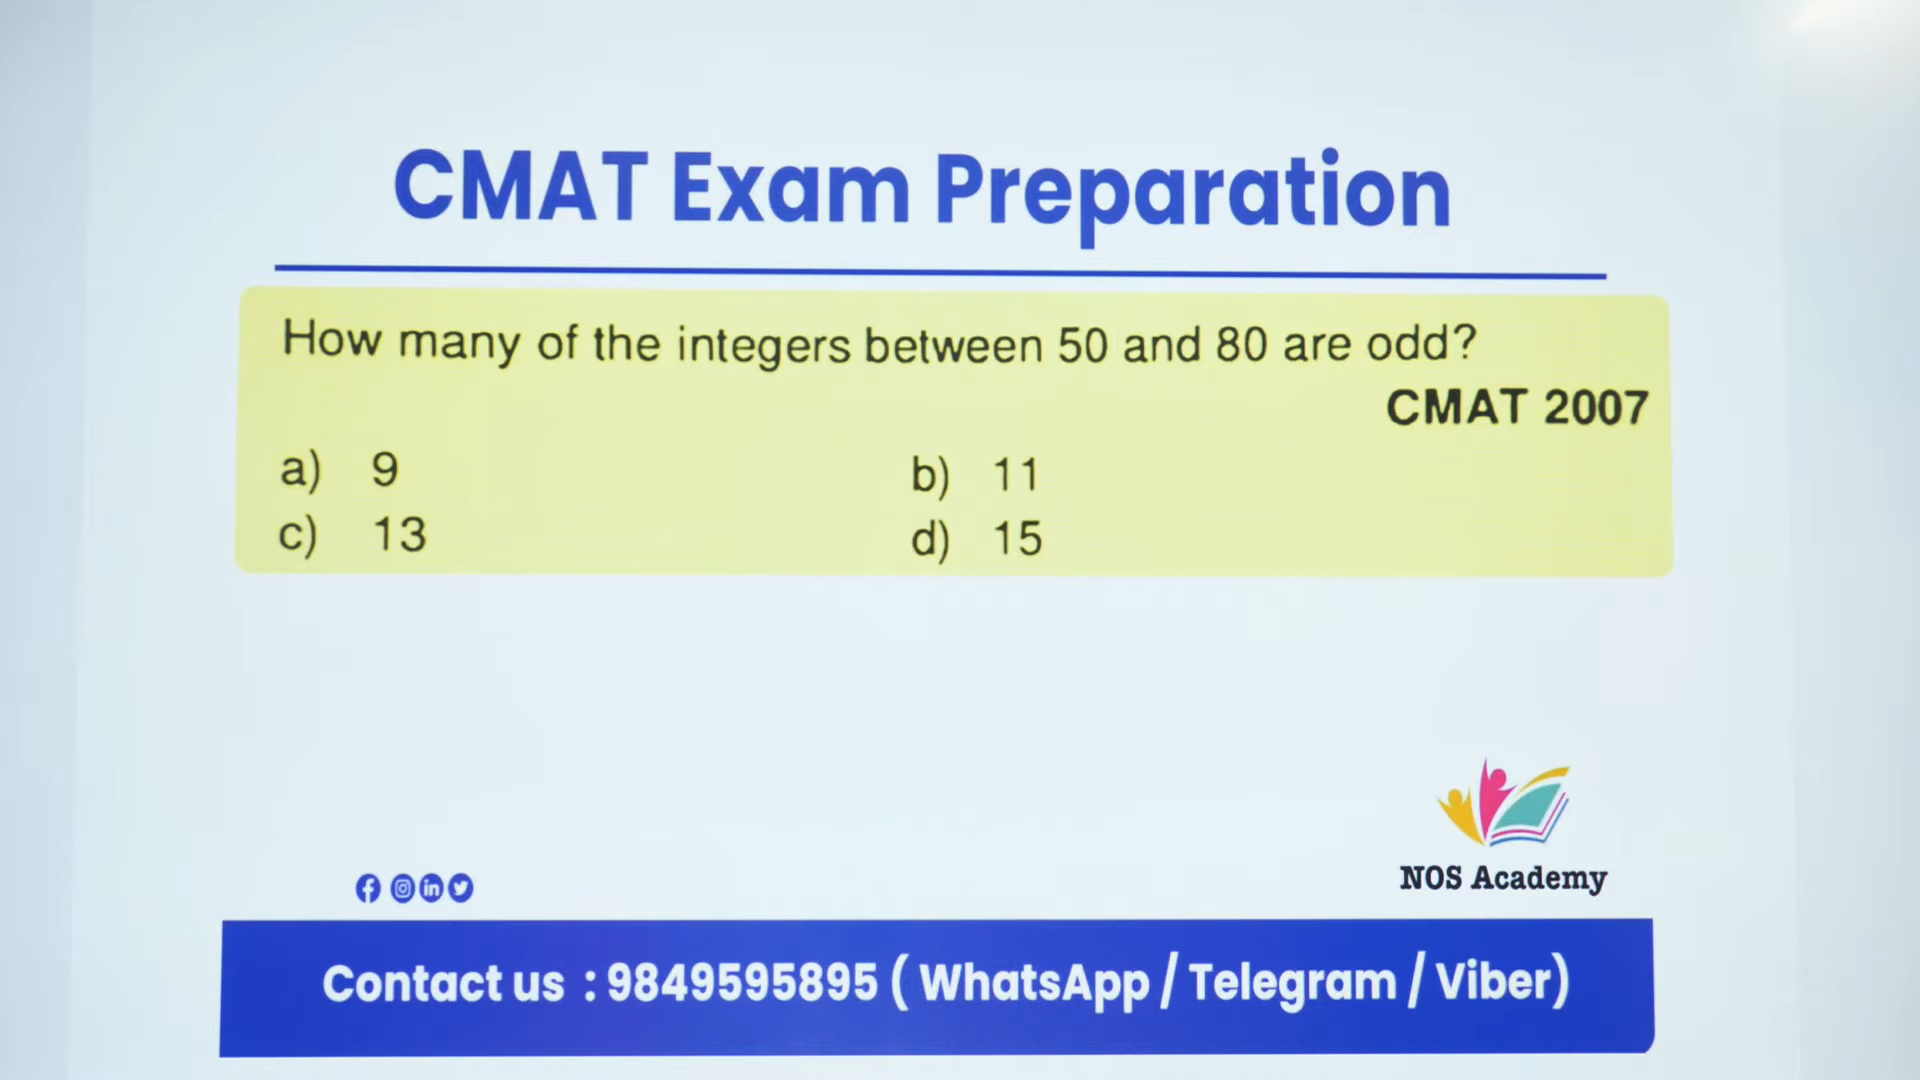 CMAT Exam Preparation
How many of the integers between 50 and 80 are odd?
CMAT 2007
a) 9
b) 11
c) 13
d) 15
NOS Academy
Contact us : 9849595895 ( WhatsApp / Telegram / Viber)